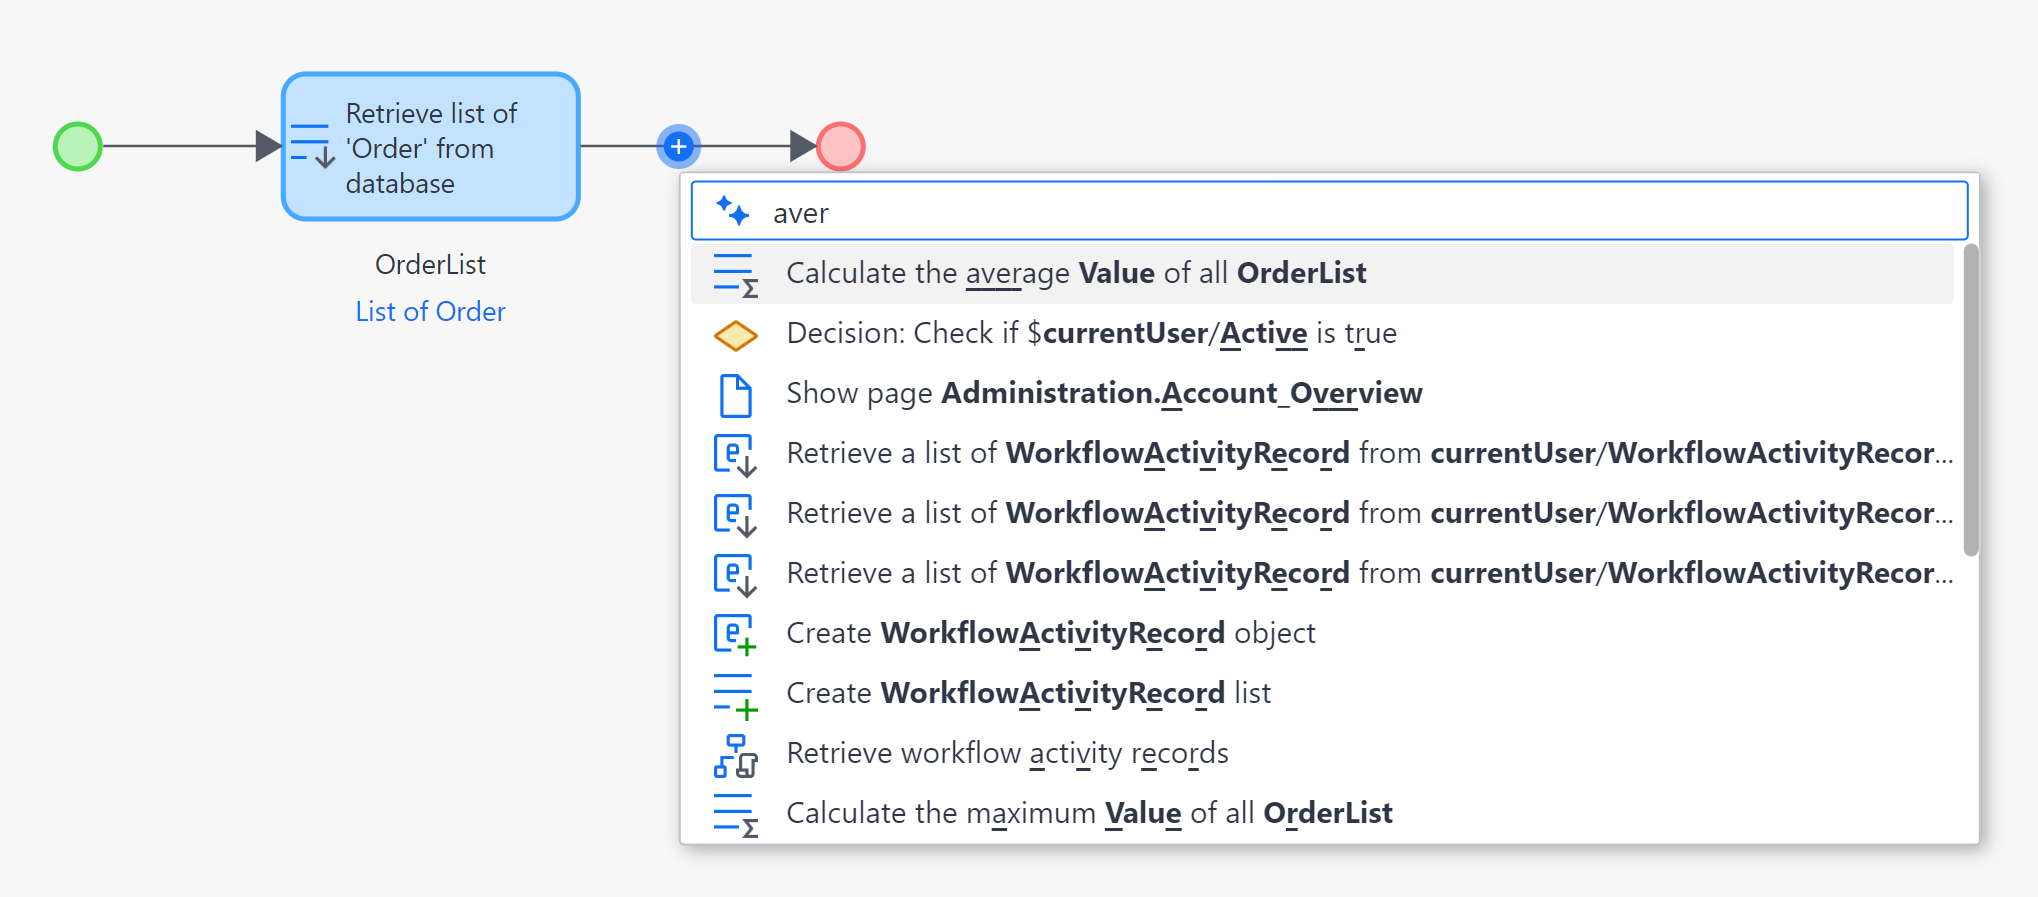 Retrieve list of
'Order' from
database
OrderList
List of Order
aver
Calculate the average Value of all OrderList
Decision: Check if $currentUser/Active is true
Show page Administration.Account_Overview
Retrieve a list of WorkflowActivityRecord from currentUser/WorkflowActivityRecor...
Retrieve a list of WorkflowActivityRecord from currentUser/WorkflowActivityRecor...
Retrieve a list of WorkflowActivityRecord from currentUser/WorkflowActivityRecor...
Create WorkflowActivityRecord object
Create WorkflowActivityRecord list
Retrieve workflow activity records
Calculate the maximum Value of all OrderList